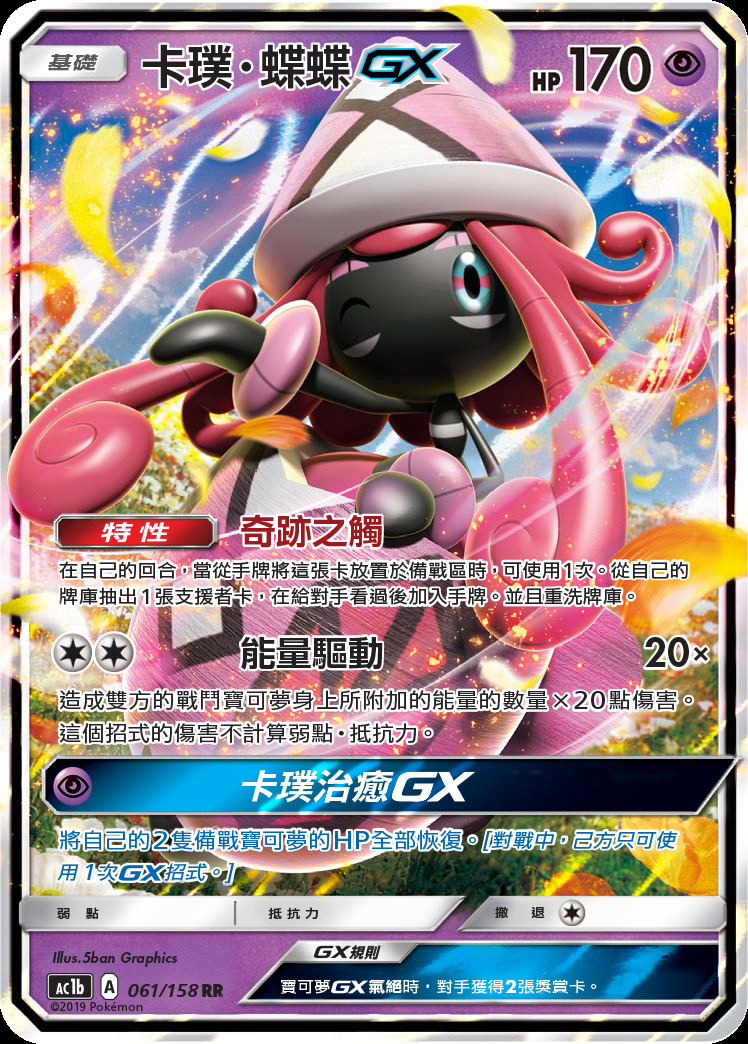 基礎 卡璞・蝶蝶GX HP 170
特性 奇跡之觸
在自己的回合,當從手牌將這張卡放置於備戰區時,可使用1次。從自己的
牌庫抽出1張支援者卡,在給對手看過後加入手牌。並且重洗牌庫。
能量驅動 20×
造成雙方的戰鬥寶可夢身上所附加的能量的數量×20點傷害。
這個招式的傷害不計算弱點・抵抗力。
卡璞治癒GX
將自己的2隻備戰寶可夢的HP全部恢復。[對戰中,己方只可使
用1次GX招式。]
弱點 抵抗力 撤退
Illus.5ban Graphics
GX規則
AC1b A 061/158 RR
寶可夢GX氣絕時,對手獲得2張獎賞卡。
©2019 Pokémon